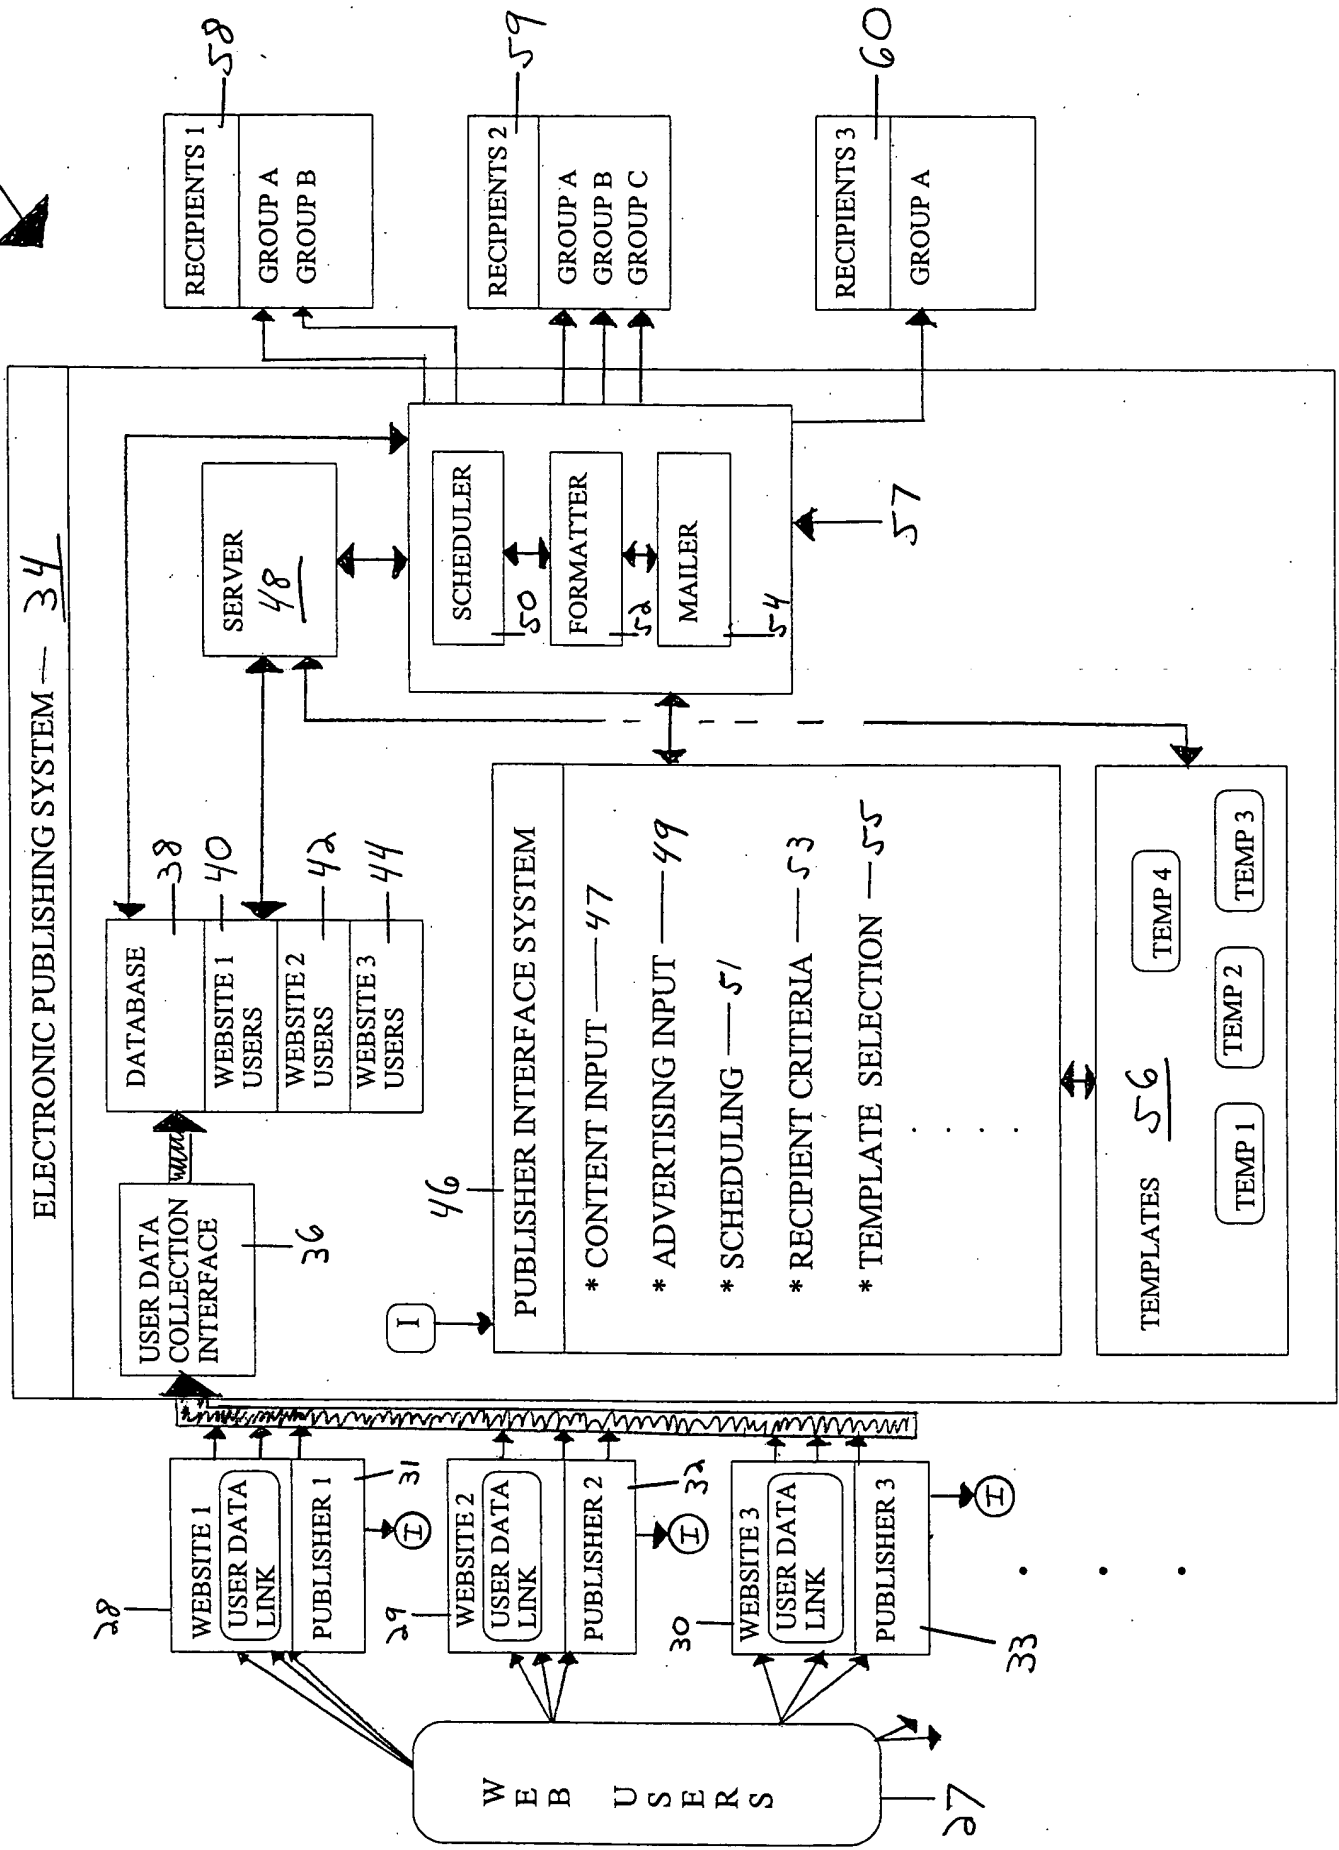 ELECTRONIC PUBLISHING SYSTEM — 34
WEB USERS
27
28
WEBSITE 1
USER DATA
LINK
PUBLISHER 1
31
I
29
WEBSITE 2
USER DATA
LINK
PUBLISHER 2
32
I
30
WEBSITE 3
USER DATA
LINK
PUBLISHER 3
33
I
USER DATA
COLLECTION
INTERFACE
36
DATABASE
38
WEBSITE 1
USERS
40
WEBSITE 2
USERS
42
WEBSITE 3
USERS
44
I
46
PUBLISHER INTERFACE SYSTEM
* CONTENT INPUT — 47
* ADVERTISING INPUT — 49
* SCHEDULING — 51
* RECIPIENT CRITERIA — 53
* TEMPLATE SELECTION — 55
. . . .
TEMPLATES 56
TEMP 1
TEMP 2
TEMP 3
TEMP 4
SERVER
48
SCHEDULER
50
FORMATTER
52
MAILER
54
57
RECIPIENTS 1
58
GROUP A
GROUP B
RECIPIENTS 2
59
GROUP A
GROUP B
GROUP C
RECIPIENTS 3
60
GROUP A